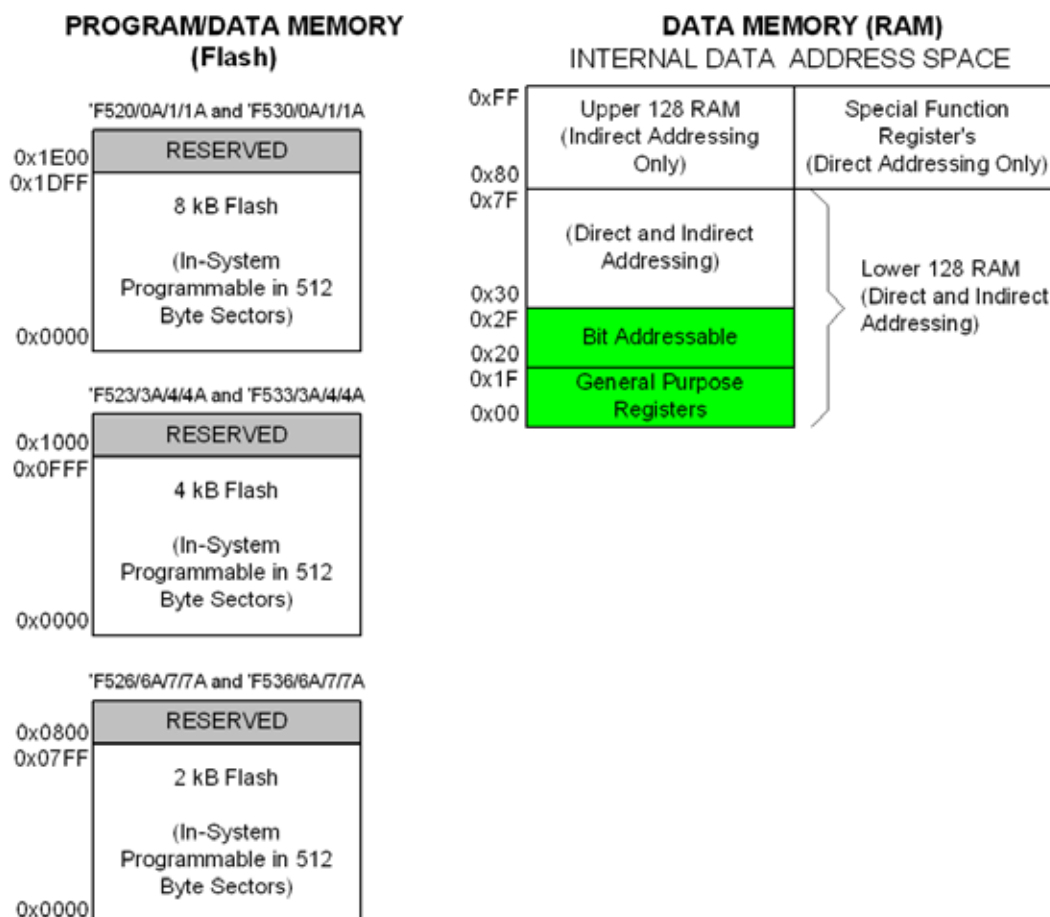 PROGRAM/DATA MEMORY
(Flash)
'F520/0A/1/1A and 'F530/0A/1/1A
RESERVED
0x1E00
0x1DFF
8 kB Flash
(In-System
Programmable in 512
Byte Sectors)
0x0000
'F523/3A/4/4A and 'F533/3A/4/4A
RESERVED
0x1000
0x0FFF
4 kB Flash
(In-System
Programmable in 512
Byte Sectors)
0x0000
'F526/6A/7/7A and 'F536/6A/7/7A
RESERVED
0x0800
0x07FF
2 kB Flash
(In-System
Programmable in 512
Byte Sectors)
0x0000
DATA MEMORY (RAM)
INTERNAL DATA ADDRESS SPACE
0xFF
Upper 128 RAM
(Indirect Addressing
Only)
Special Function
Register's
(Direct Addressing Only)
0x80
0x7F
(Direct and Indirect
Addressing)
Lower 128 RAM
(Direct and Indirect
Addressing)
0x30
0x2F
Bit Addressable
0x20
0x1F
General Purpose
Registers
0x00